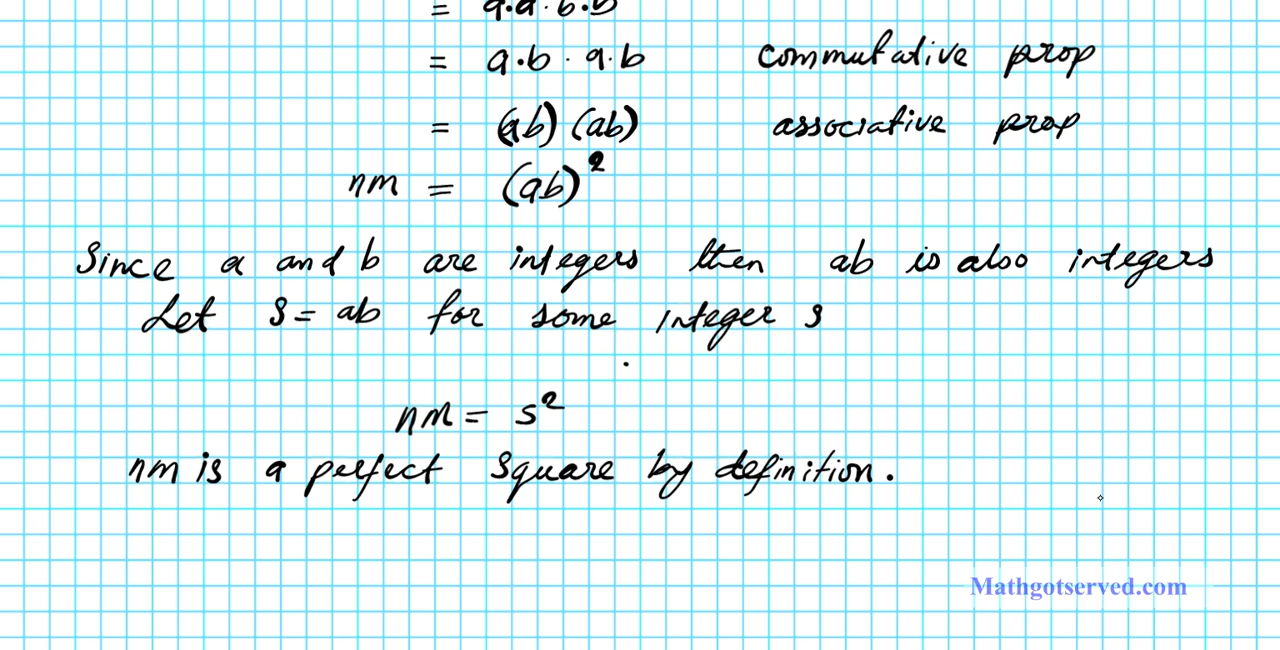 = a·a·b·b
= a·b·a·b commutative prop
= (ab)(ab) associative prop
nm = (ab)²
Since a and b are integers then ab is also integers
Let s = ab for some integer s
nm = s²
nm is a perfect square by definition.
Mathgotserved.com